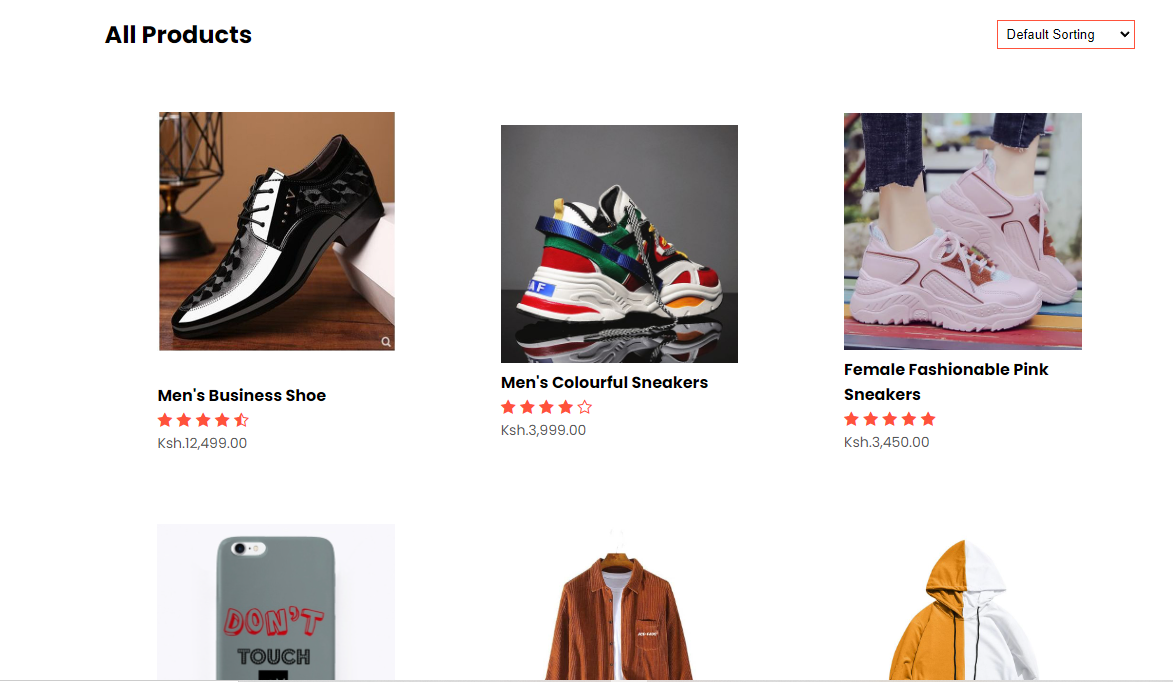 All Products
Default Sorting
Men's Business Shoe
Ksh.12,499.00
Men's Colourful Sneakers
Ksh.3,999.00
Female Fashionable Pink
Sneakers
Ksh.3,450.00
DON'T
TOUCH